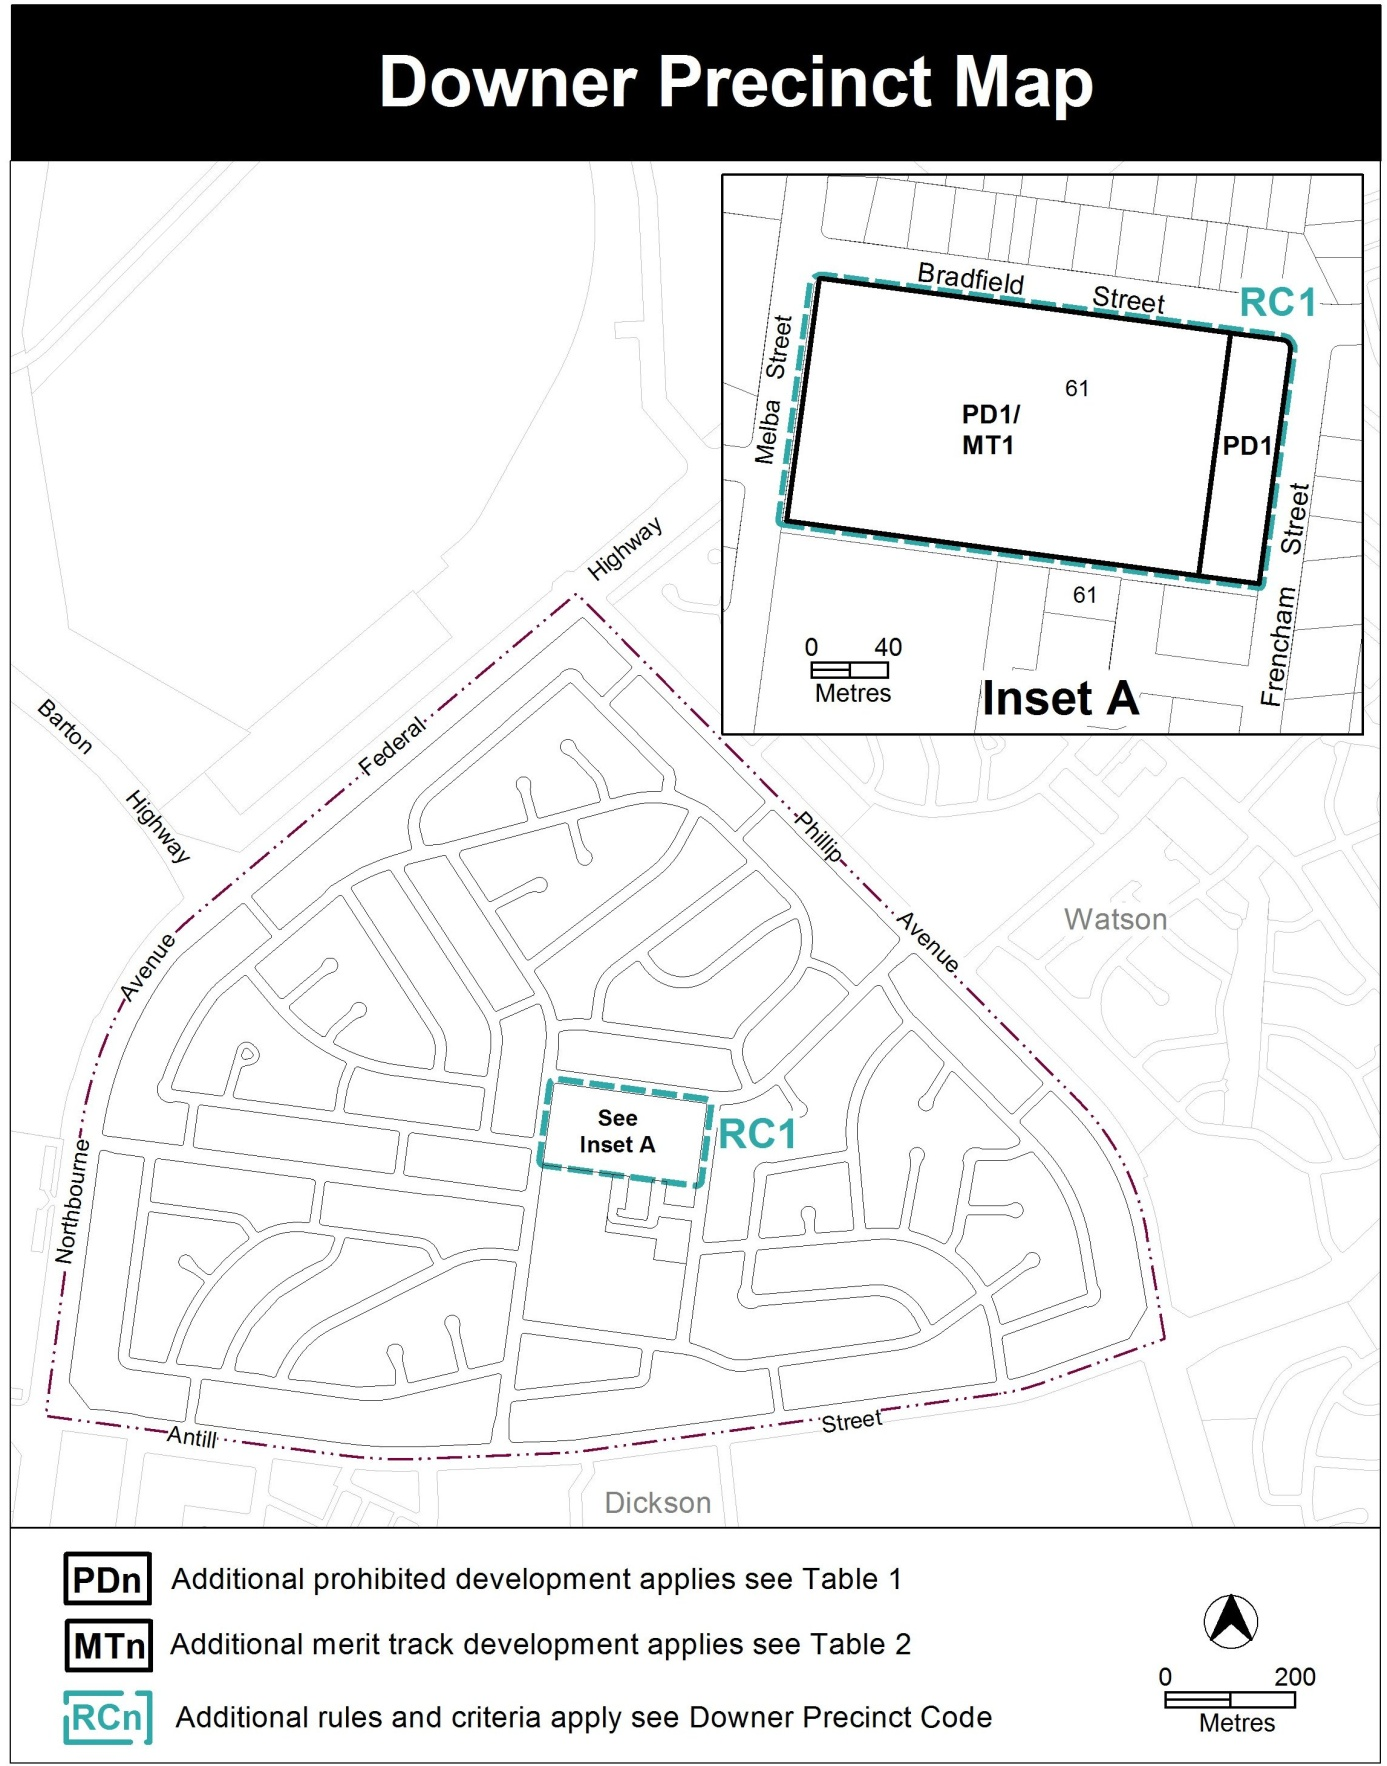 Downer Precinct Map
Bradfield Street
RC1
Melba Street
61
PD1/
MT1
PD1
Frencham Street
61
0 40
Metres
Inset A
Federal Highway
Barton Highway
Phillip Avenue
Watson
Northbourne Avenue
See
Inset A
RC1
Antill Street
Dickson
PDn Additional prohibited development applies see Table 1
MTn Additional merit track development applies see Table 2
RCn Additional rules and criteria apply see Downer Precinct Code
0 200
Metres